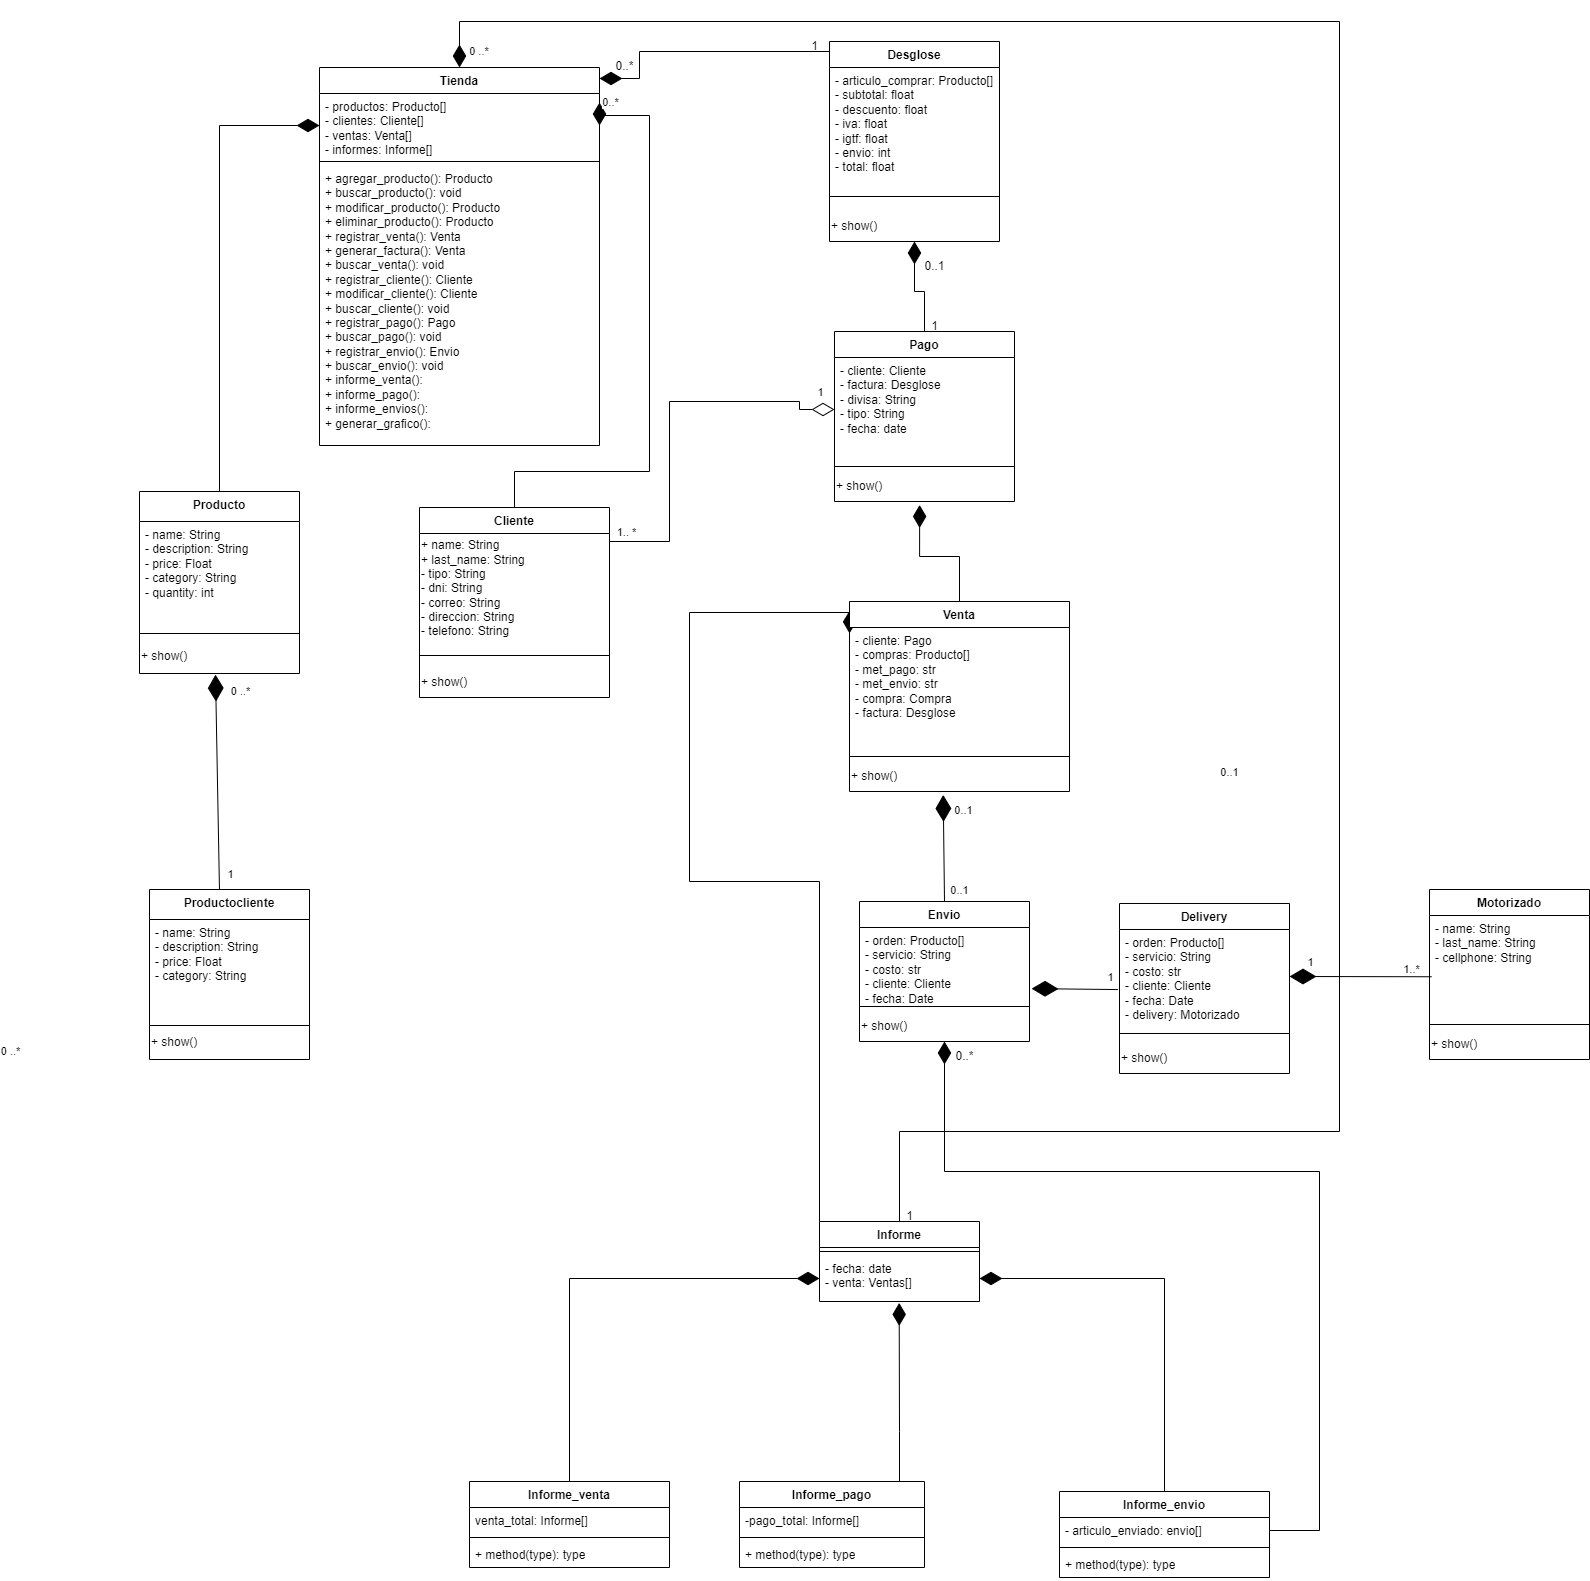 0 ..*
Tienda
- productos: Producto[]
- clientes: Cliente[]
- ventas: Venta[]
- informes: Informe[]
+ agregar_producto(): Producto
+ buscar_producto(): void
+ modificar_producto(): Producto
+ eliminar_producto(): Producto
+ registrar_venta(): Venta
+ generar_factura(): Venta
+ buscar_venta(): void
+ registrar_cliente(): Cliente
+ modificar_cliente(): Cliente
+ buscar_cliente(): void
+ registrar_pago(): Pago
+ buscar_pago(): void
+ registrar_envio(): Envio
+ buscar_envio(): void
+ informe_venta():
+ informe_pago():
+ informe_envios():
+ generar_grafico():
0..*
0..*
1
Desglose
- articulo_comprar: Producto[]
- subtotal: float
- descuento: float
- iva: float
- igtf: float
- envio: int
- total: float
+ show()
0..1
1
Pago
- cliente: Cliente
- factura: Desglose
- divisa: String
- tipo: String
- fecha: date
+ show()
1
1.. *
Producto
- name: String
- description: String
- price: Float
- category: String
- quantity: int
+ show()
0 ..*
1
Cliente
+ name: String
+ last_name: String
- tipo: String
- dni: String
- correo: String
- direccion: String
- telefono: String
+ show()
Venta
- cliente: Pago
- compras: Producto[]
- met_pago: str
- met_envio: str
- compra: Compra
- factura: Desglose
+ show()
0..1
0..1
0..1
Productocliente
- name: String
- description: String
- price: Float
- category: String
+ show()
0 ..*
Envio
- orden: Producto[]
- servicio: String
- costo: str
- cliente: Cliente
- fecha: Date
+ show()
0..*
1
Delivery
- orden: Producto[]
- servicio: String
- costo: str
- cliente: Cliente
- fecha: Date
- delivery: Motorizado
+ show()
1
1..*
Motorizado
- name: String
- last_name: String
- cellphone: String
+ show()
1
Informe
- fecha: date
- venta: Ventas[]
Informe_venta
venta_total: Informe[]
+ method(type): type
Informe_pago
-pago_total: Informe[]
+ method(type): type
Informe_envio
- articulo_enviado: envio[]
+ method(type): type